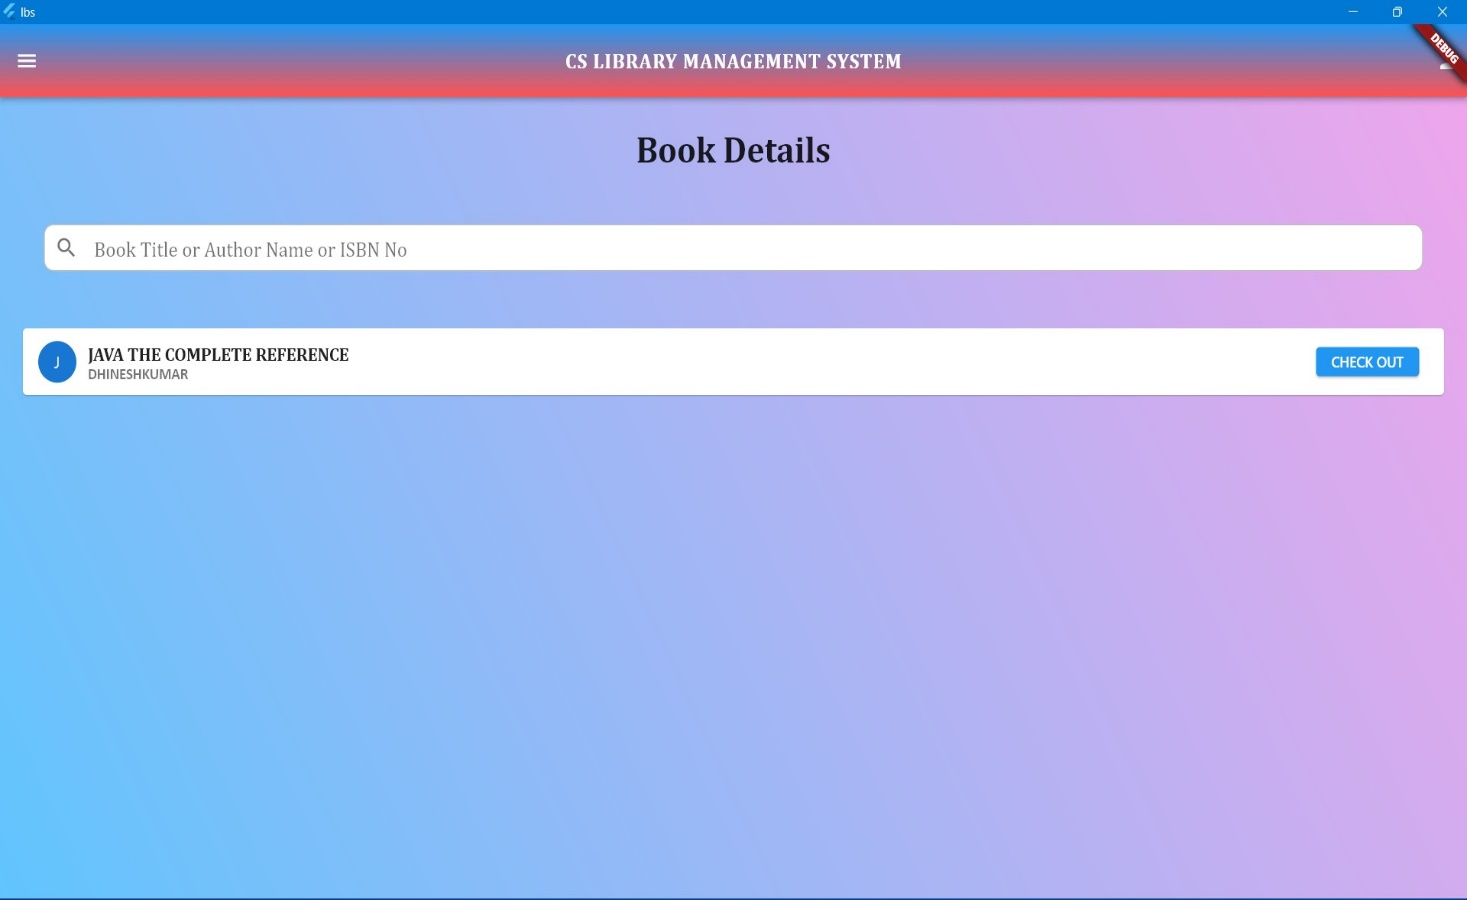 lbs
DEBUG
CS LIBRARY MANAGEMENT SYSTEM
Book Details
Book Title or Author Name or ISBN No
J
JAVA THE COMPLETE REFERENCE
DHINESHKUMAR
CHECK OUT